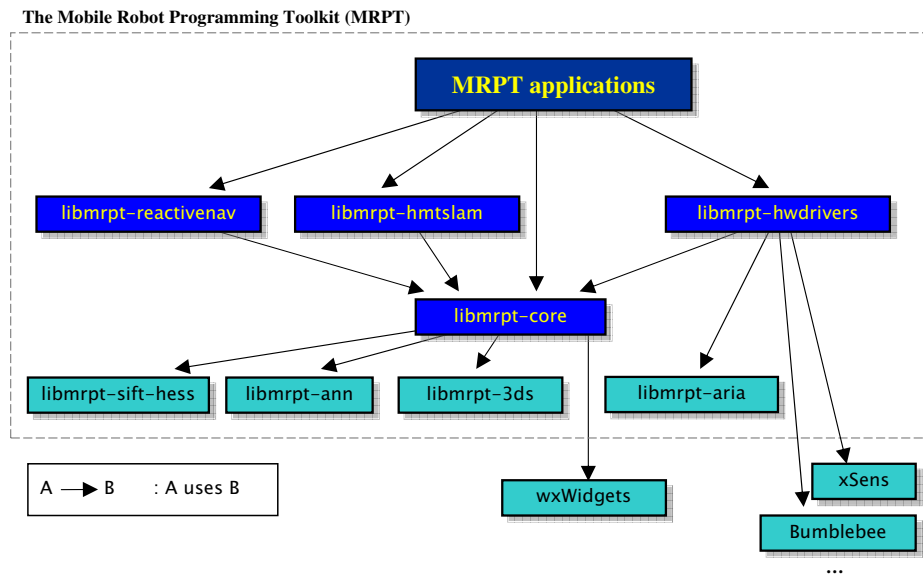 The Mobile Robot Programming Toolkit (MRPT)
MRPT applications
libmrpt-reactivenav
libmrpt-hmtslam
libmrpt-hwdrivers
libmrpt-core
libmrpt-sift-hess
libmrpt-ann
libmrpt-3ds
libmrpt-aria
A B : A uses B
wxWidgets
xSens
Bumblebee
...